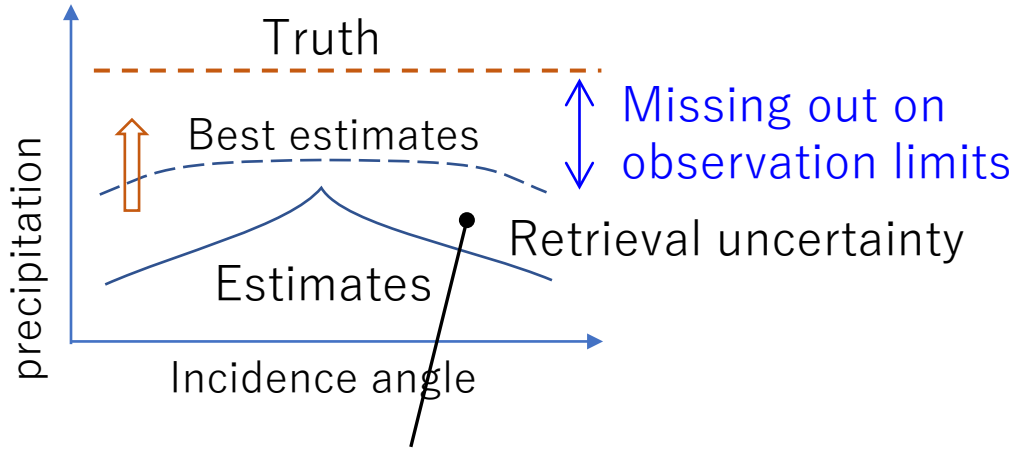 Truth
Missing out on
observation limits
Best estimates
Retrieval uncertainty
Estimates
precipitation
Incidence angle